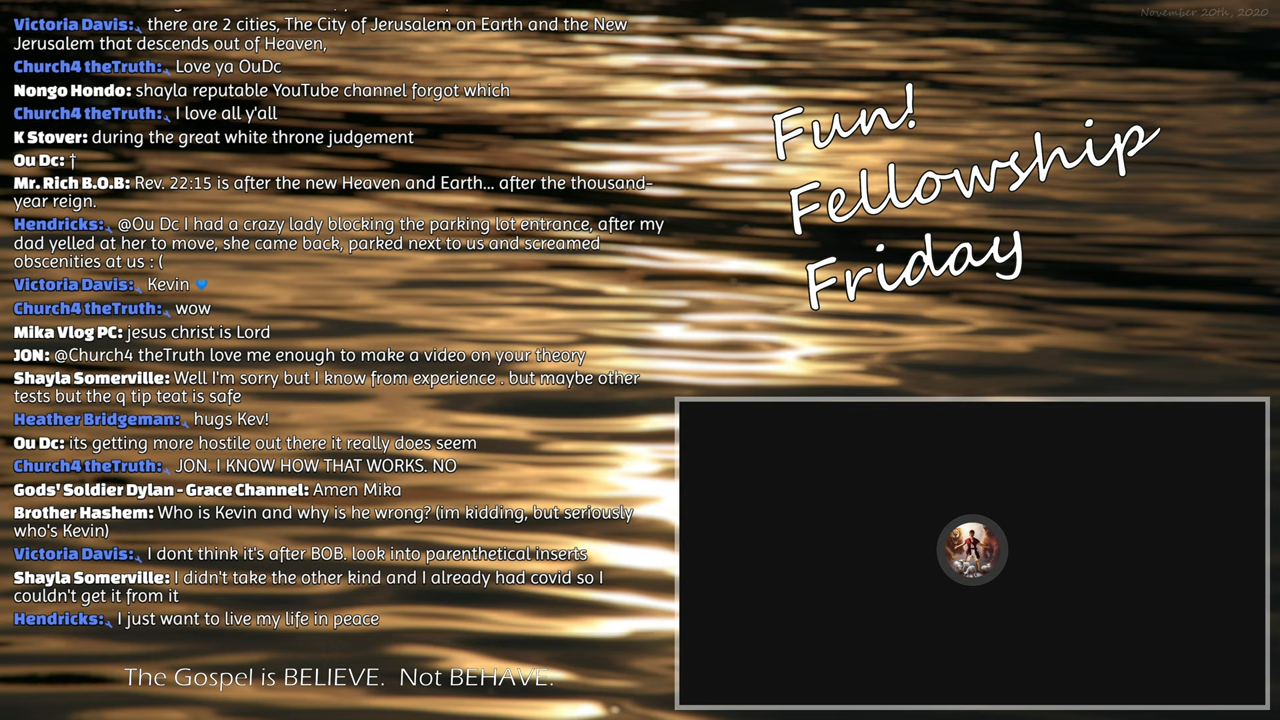 November 20th, 2020
Victoria Davis: there are 2 cities, The City of Jerusalem on Earth and the New
Jerusalem that descends out of Heaven,
Church4 theTruth: Love ya OuDc
Nongo Hondo: shayla reputable YouTube channel forgot which
Church4 theTruth: I love all y'all
K Stover: during the great white throne judgement
Ou Dc: †
Mr. Rich B.O.B: Rev. 22:15 is after the new Heaven and Earth... after the thousand-
year reign.
Hendricks: @Ou Dc I had a crazy lady blocking the parking lot entrance, after my
dad yelled at her to move, she came back, parked next to us and screamed
obscenities at us : (
Victoria Davis: Kevin 💙
Church4 theTruth: wow
Mika Vlog PC: jesus christ is Lord
JON: @Church4 theTruth love me enough to make a video on your theory
Shayla Somerville: Well I'm sorry but I know from experience . but maybe other
tests but the q tip teat is safe
Heather Bridgeman: hugs Kev!
Ou Dc: its getting more hostile out there it really does seem
Church4 theTruth: JON. I KNOW HOW THAT WORKS. NO
Gods' Soldier Dylan - Grace Channel: Amen Mika
Brother Hashem: Who is Kevin and why is he wrong? (im kidding, but seriously
who's Kevin)
Victoria Davis: I dont think it's after BOB. look into parenthetical inserts
Shayla Somerville: I didn't take the other kind and I already had covid so I
couldn't get it from it
Hendricks: I just want to live my life in peace
The Gospel is BELIEVE. Not BEHAVE.
Fun!
Fellowship
Friday